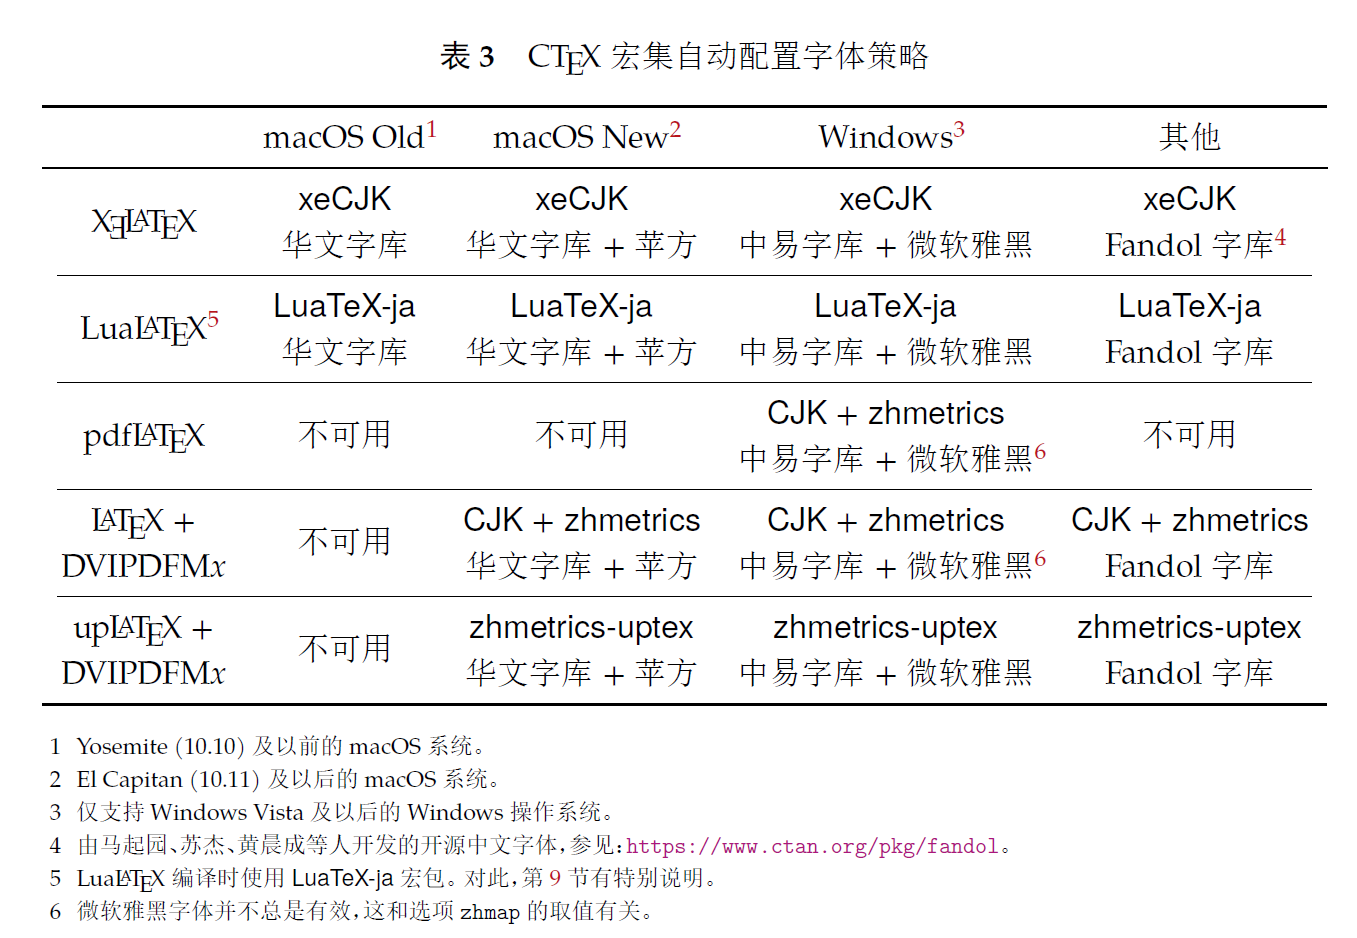 表 3 CTEX 宏集自动配置字体策略
macOS Old1 macOS New2 Windows3 其他
XƎLATEX
xeCJK xeCJK xeCJK xeCJK
华文字库 华文字库 + 苹方 中易字库 + 微软雅黑 Fandol 字库4
LuaLATEX5
LuaTeX-ja LuaTeX-ja LuaTeX-ja LuaTeX-ja
华文字库 华文字库 + 苹方 中易字库 + 微软雅黑 Fandol 字库
pdfLATEX 不可用 不可用
CJK + zhmetrics
中易字库 + 微软雅黑6
不可用
LATEX +
DVIPDFMx
不可用
CJK + zhmetrics CJK + zhmetrics CJK + zhmetrics
华文字库 + 苹方 中易字库 + 微软雅黑6 Fandol 字库
upLATEX +
DVIPDFMx
不可用
zhmetrics-uptex zhmetrics-uptex zhmetrics-uptex
华文字库 + 苹方 中易字库 + 微软雅黑 Fandol 字库
1 Yosemite (10.10) 及以前的 macOS 系统。
2 El Capitan (10.11) 及以后的 macOS 系统。
3 仅支持 Windows Vista 及以后的 Windows 操作系统。
4 由马起园、苏杰、黄晨成等人开发的开源中文字体，参见：https://www.ctan.org/pkg/fandol。
5 LuaLATEX 编译时使用 LuaTeX-ja 宏包。对此，第 9 节有特别说明。
6 微软雅黑字体并不总是有效，这和选项 zhmap 的取值有关。